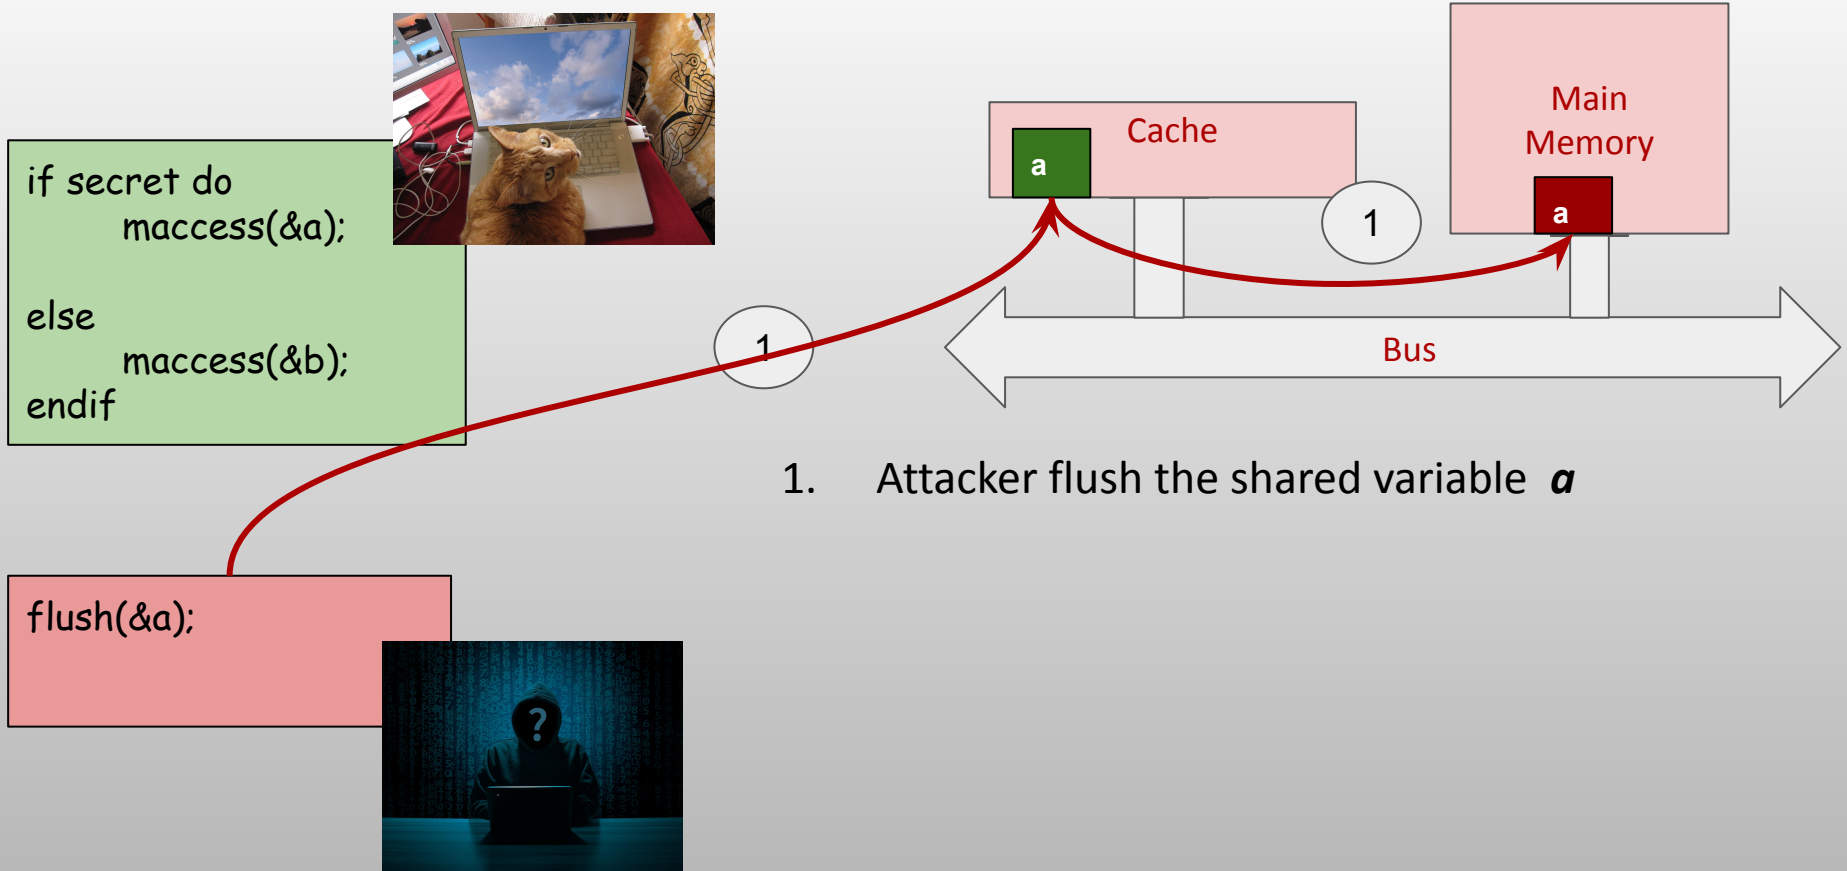 if secret do
maccess(&a);
else
maccess(&b);
endif
flush(&a);
?
Cache
a
Main
Memory
a
1
1
Bus
1. Attacker flush the shared variable a